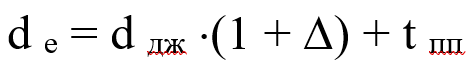 d е = d дж ·(1 + Δ) + t пп